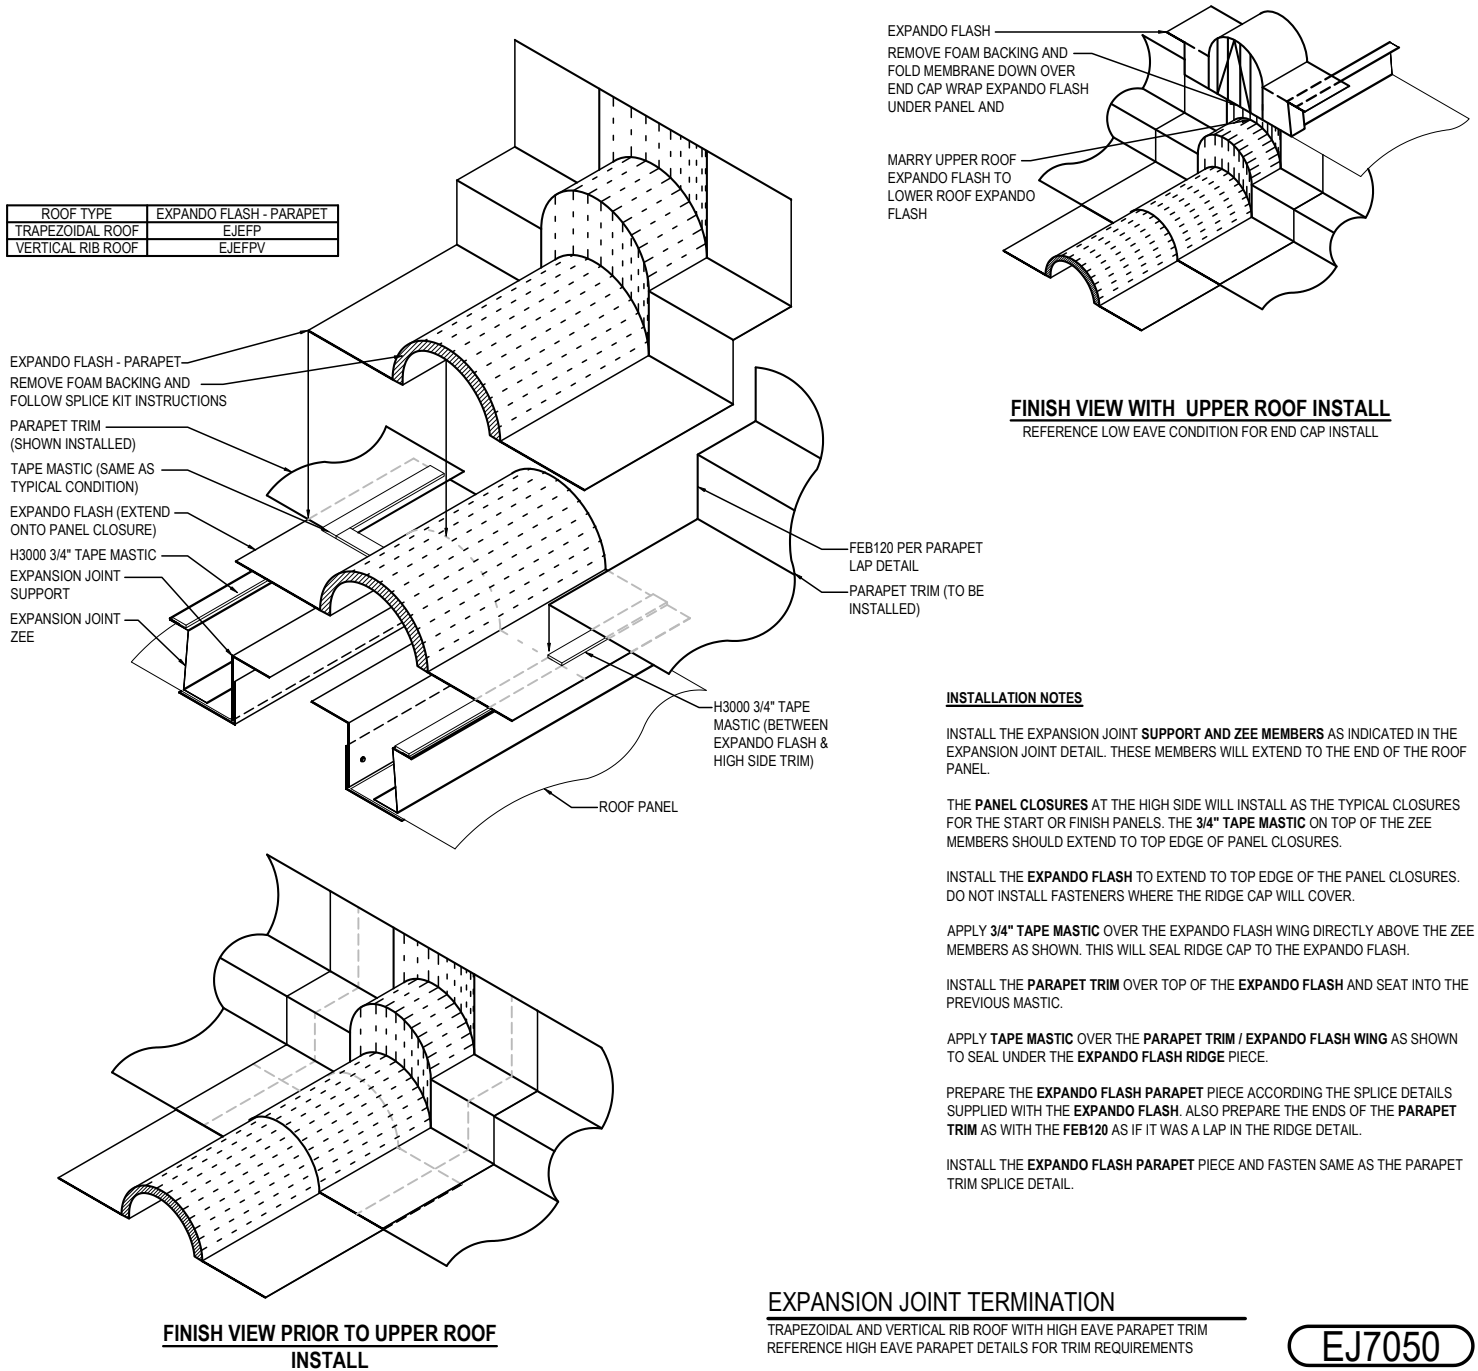 ROOF TYPE EXPANDO FLASH - PARAPET
TRAPEZOIDAL ROOF EJEFP
VERTICAL RIB ROOF EJEFPV
EXPANDO FLASH - PARAPET
REMOVE FOAM BACKING AND
FOLLOW SPLICE KIT INSTRUCTIONS
PARAPET TRIM
(SHOWN INSTALLED)
TAPE MASTIC (SAME AS
TYPICAL CONDITION)
EXPANDO FLASH (EXTEND
ONTO PANEL CLOSURE)
H3000 3/4" TAPE MASTIC
EXPANSION JOINT
SUPPORT
EXPANSION JOINT
ZEE
FEB120 PER PARAPET
LAP DETAIL
PARAPET TRIM (TO BE
INSTALLED)
H3000 3/4" TAPE
MASTIC (BETWEEN
EXPANDO FLASH &
HIGH SIDE TRIM)
ROOF PANEL
EXPANDO FLASH
REMOVE FOAM BACKING AND
FOLD MEMBRANE DOWN OVER
END CAP WRAP EXPANDO FLASH
UNDER PANEL AND
MARRY UPPER ROOF
EXPANDO FLASH TO
LOWER ROOF EXPANDO
FLASH
FINISH VIEW WITH UPPER ROOF INSTALL
REFERENCE LOW EAVE CONDITION FOR END CAP INSTALL
INSTALLATION NOTES
INSTALL THE EXPANSION JOINT SUPPORT AND ZEE MEMBERS AS INDICATED IN THE
EXPANSION JOINT DETAIL. THESE MEMBERS WILL EXTEND TO THE END OF THE ROOF
PANEL.
THE PANEL CLOSURES AT THE HIGH SIDE WILL INSTALL AS THE TYPICAL CLOSURES
FOR THE START OR FINISH PANELS. THE 3/4" TAPE MASTIC ON TOP OF THE ZEE
MEMBERS SHOULD EXTEND TO TOP EDGE OF PANEL CLOSURES.
INSTALL THE EXPANDO FLASH TO EXTEND TO TOP EDGE OF THE PANEL CLOSURES.
DO NOT INSTALL FASTENERS WHERE THE RIDGE CAP WILL COVER.
APPLY 3/4" TAPE MASTIC OVER THE EXPANDO FLASH WING DIRECTLY ABOVE THE ZEE
MEMBERS AS SHOWN. THIS WILL SEAL RIDGE CAP TO THE EXPANDO FLASH.
INSTALL THE PARAPET TRIM OVER TOP OF THE EXPANDO FLASH AND SEAT INTO THE
PREVIOUS MASTIC.
APPLY TAPE MASTIC OVER THE PARAPET TRIM / EXPANDO FLASH WING AS SHOWN
TO SEAL UNDER THE EXPANDO FLASH RIDGE PIECE.
PREPARE THE EXPANDO FLASH PARAPET PIECE ACCORDING THE SPLICE DETAILS
SUPPLIED WITH THE EXPANDO FLASH. ALSO PREPARE THE ENDS OF THE PARAPET
TRIM AS WITH THE FEB120 AS IF IT WAS A LAP IN THE RIDGE DETAIL.
INSTALL THE EXPANDO FLASH PARAPET PIECE AND FASTEN SAME AS THE PARAPET
TRIM SPLICE DETAIL.
FINISH VIEW PRIOR TO UPPER ROOF
INSTALL
EXPANSION JOINT TERMINATION
TRAPEZOIDAL AND VERTICAL RIB ROOF WITH HIGH EAVE PARAPET TRIM
REFERENCE HIGH EAVE PARAPET DETAILS FOR TRIM REQUIREMENTS
EJ7050